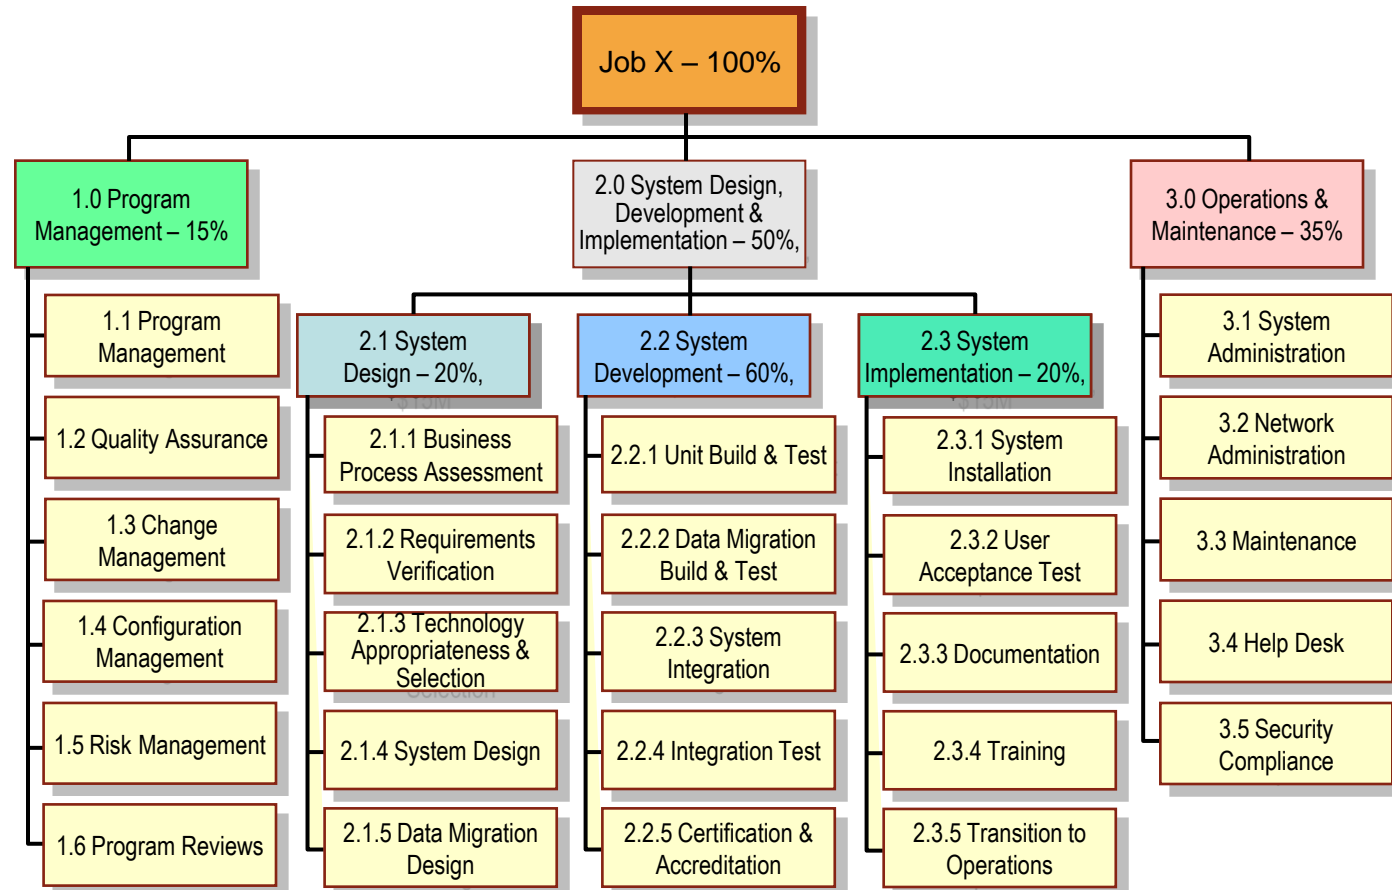 Job X – 100%
1.0 Program
Management – 15%
2.0 System Design,
Development &
Implementation – 50%,
3.0 Operations &
Maintenance – 35%
1.1 Program
Management
1.2 Quality Assurance
1.3 Change
Management
1.4 Configuration
Management
1.5 Risk Management
1.6 Program Reviews
2.1 System
Design – 20%,
$15M
2.1.1 Business
Process Assessment
2.1.2 Requirements
Verification
2.1.3 Technology
Appropriateness &
Selection
2.1.4 System Design
2.1.5 Data Migration
Design
2.2 System
Development – 60%,
2.2.1 Unit Build & Test
2.2.2 Data Migration
Build & Test
2.2.3 System
Integration
2.2.4 Integration Test
2.2.5 Certification &
Accreditation
2.3 System
Implementation – 20%,
$15M
2.3.1 System
Installation
2.3.2 User
Acceptance Test
2.3.3 Documentation
2.3.4 Training
2.3.5 Transition to
Operations
3.1 System
Administration
3.2 Network
Administration
3.3 Maintenance
3.4 Help Desk
3.5 Security
Compliance